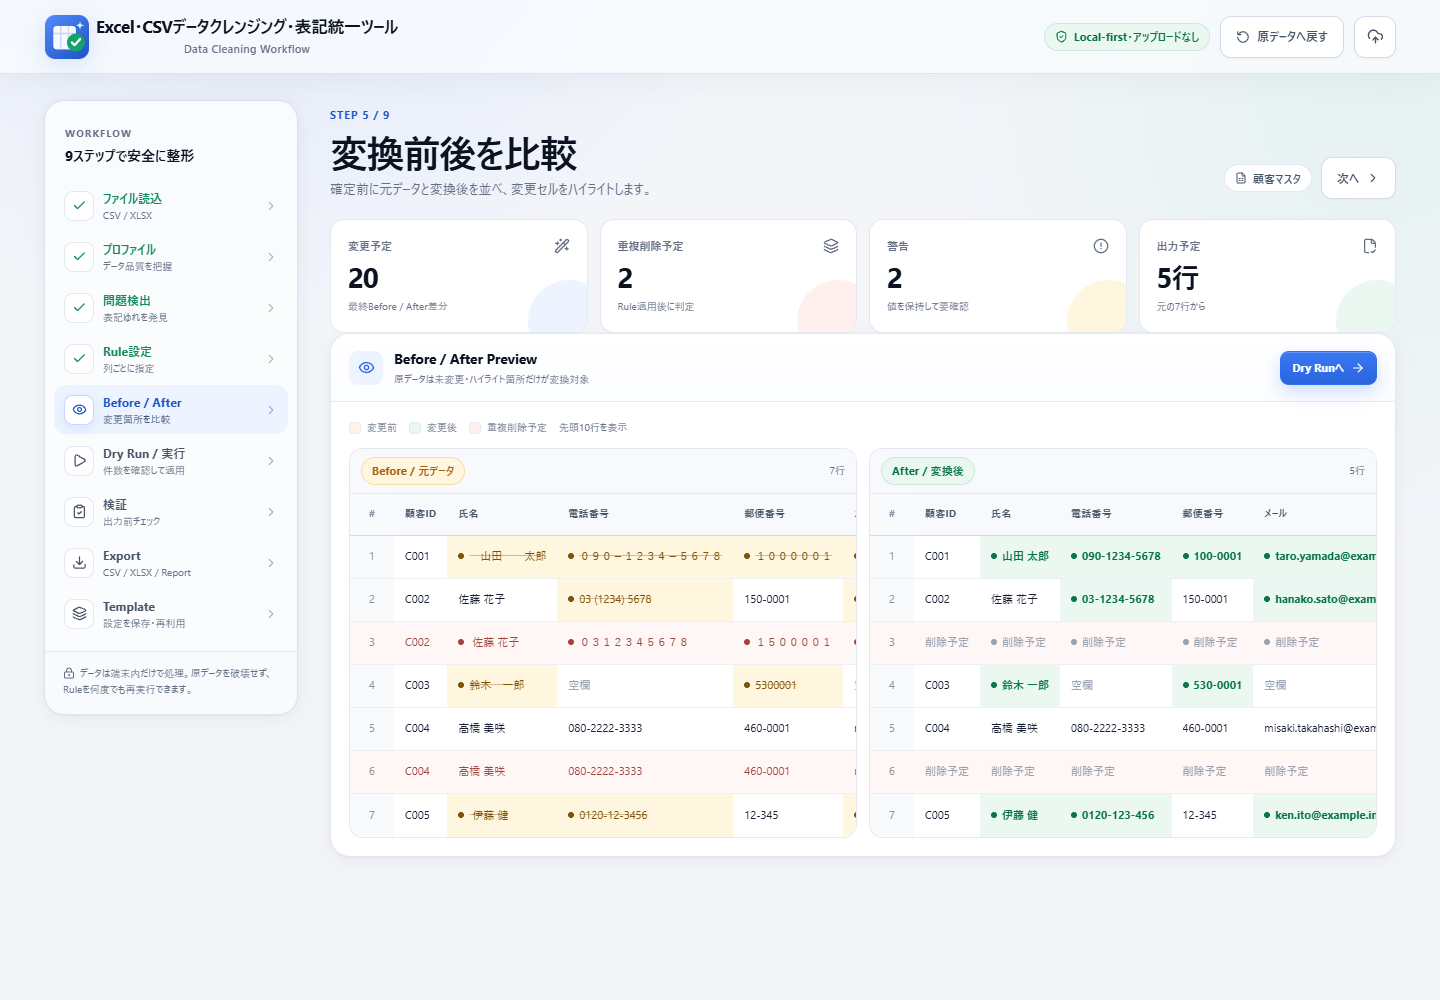 Excel・CSVデータクレンジング・表記統一ツール
Data Cleaning Workflow
Local-first・アップロードなし
原データへ戻す
WORKFLOW
9ステップで安全に整形
ファイル読込
CSV / XLSX
プロファイル
データ品質を把握
問題検出
表記ゆれを発見
Rule設定
列ごとに指定
Before / After
変更箇所を比較
Dry Run / 実行
件数を確認して適用
検証
出力前チェック
Export
CSV / XLSX / Report
Template
設定を保存・再利用
データは端末内だけで処理。原データを破壊せず、
Ruleを何度でも再実行できます。
STEP 5 / 9
変換前後を比較
確定前に元データと変換後を並べ、変更セルをハイライトします。
顧客マスタ
次へ
変更予定
20
最終Before / After差分
重複削除予定
2
Rule適用後に判定
警告
2
値を保持して要確認
出力予定
5行
元の7行から
Before / After Preview
原データは未変更・ハイライト箇所だけが変換対象
Dry Runへ
変更前 変更後 重複削除予定 先頭10行を表示
Before / 元データ 7行
# 顧客ID 氏名 電話番号 郵便番号
1 C001 山田　　太郎 ０９０−１２３４−５６７８ １０００００１
2 C002 佐藤 花子 03 (1234) 5678 150-0001
3 C002 佐藤 花子 ０３１２３４５６７８ １５００００１
4 C003 鈴木　一郎 空欄 5300001
5 C004 高橋 美咲 080-2222-3333 460-0001
6 C004 高橋 美咲 080-2222-3333 460-0001
7 C005 伊藤 健 0120-12-3456 12-345
After / 変換後 5行
# 顧客ID 氏名 電話番号 郵便番号 メール
1 C001 山田 太郎 090-1234-5678 100-0001 taro.yamada@exam
2 C002 佐藤 花子 03-1234-5678 150-0001 hanako.sato@exam
3 削除予定 削除予定 削除予定 削除予定 削除予定
4 C003 鈴木 一郎 空欄 530-0001 空欄
5 C004 高橋 美咲 080-2222-3333 460-0001 misaki.takahashi@exam
6 削除予定 削除予定 削除予定 削除予定 削除予定
7 C005 伊藤 健 0120-123-456 12-345 ken.ito@example.